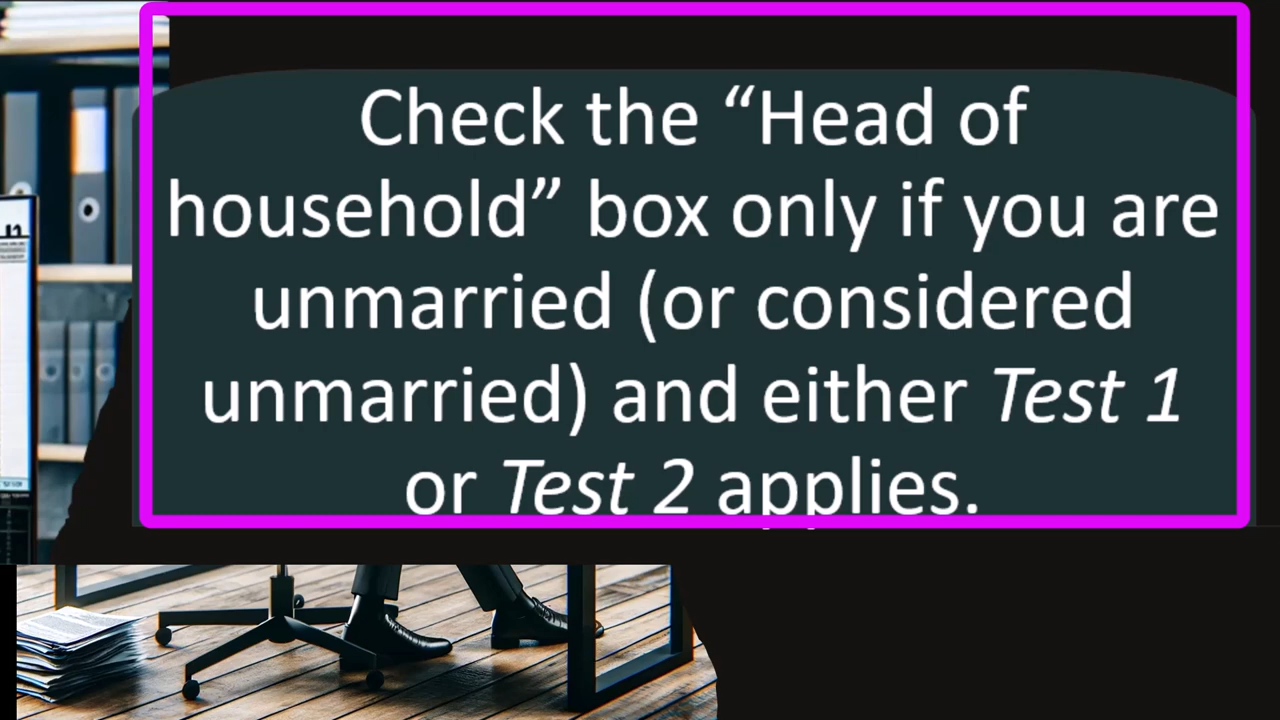 Check the “Head of
household” box only if you are
unmarried (or considered
unmarried) and either Test 1
or Test 2 applies.